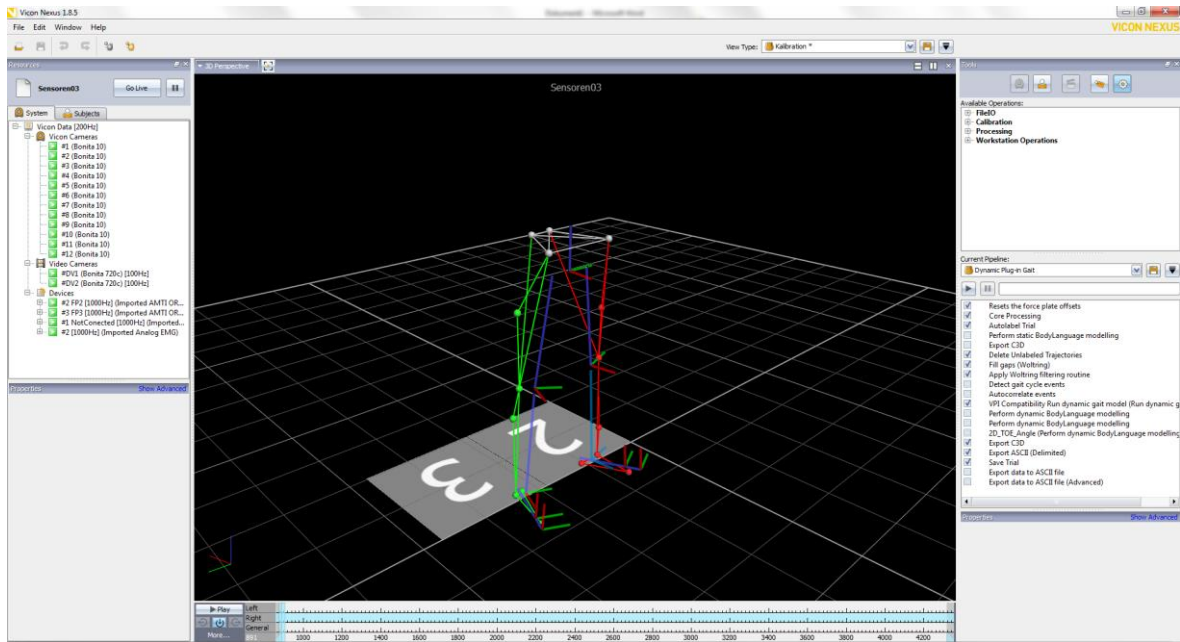 Vicon Nexus 1.8.5
File Edit Window Help
VICON NEXUS
View Type: Kalibration *
Resources
Sensoren03
Go Live
System Subjects
Vicon Data [200Hz]
Vicon Cameras
#1 (Bonita 10)
#2 (Bonita 10)
#3 (Bonita 10)
#4 (Bonita 10)
#5 (Bonita 10)
#6 (Bonita 10)
#7 (Bonita 10)
#8 (Bonita 10)
#9 (Bonita 10)
#10 (Bonita 10)
#11 (Bonita 10)
#12 (Bonita 10)
Video Cameras
#DV1 (Bonita 720c) [100Hz]
#DV2 (Bonita 720c) [100Hz]
Devices
#2 FP2 [1000Hz] (Imported AMTI OR...
#3 FP3 [1000Hz] (Imported AMTI OR...
#1 NotConected [1000Hz] (Imported...
#2 [1000Hz] (Imported Analog EMG)
Properties Show Advanced
3D Perspective
Sensoren03
2
3
Play
More...
Left
Right
General
1000 1200 1400 1600 1800 2000 2200 2400 2600 2800 3000 3200 3400 3600 3800 4000 4200
Tools
Available Operations:
FileIO
Calibration
Processing
Workstation Operations
Current Pipeline:
Dynamic Plug-in Gait
Resets the force plate offsets
Core Processing
Autolabel Trial
Perform static BodyLanguage modelling
Export C3D
Delete Unlabeled Trajectories
Fill gaps (Woltring)
Apply Woltring filtering routine
Detect gait cycle events
Autocorrelate events
VPI Compatibility Run dynamic gait model (Run dynamic g
Perform dynamic BodyLanguage modelling
Perform dynamic BodyLanguage modelling
2D_TOE_Angle (Perform dynamic BodyLanguage modelling
Export C3D
Export ASCII (Delimited)
Save Trial
Export data to ASCII file
Export data to ASCII file (Advanced)
Properties Show Advanced